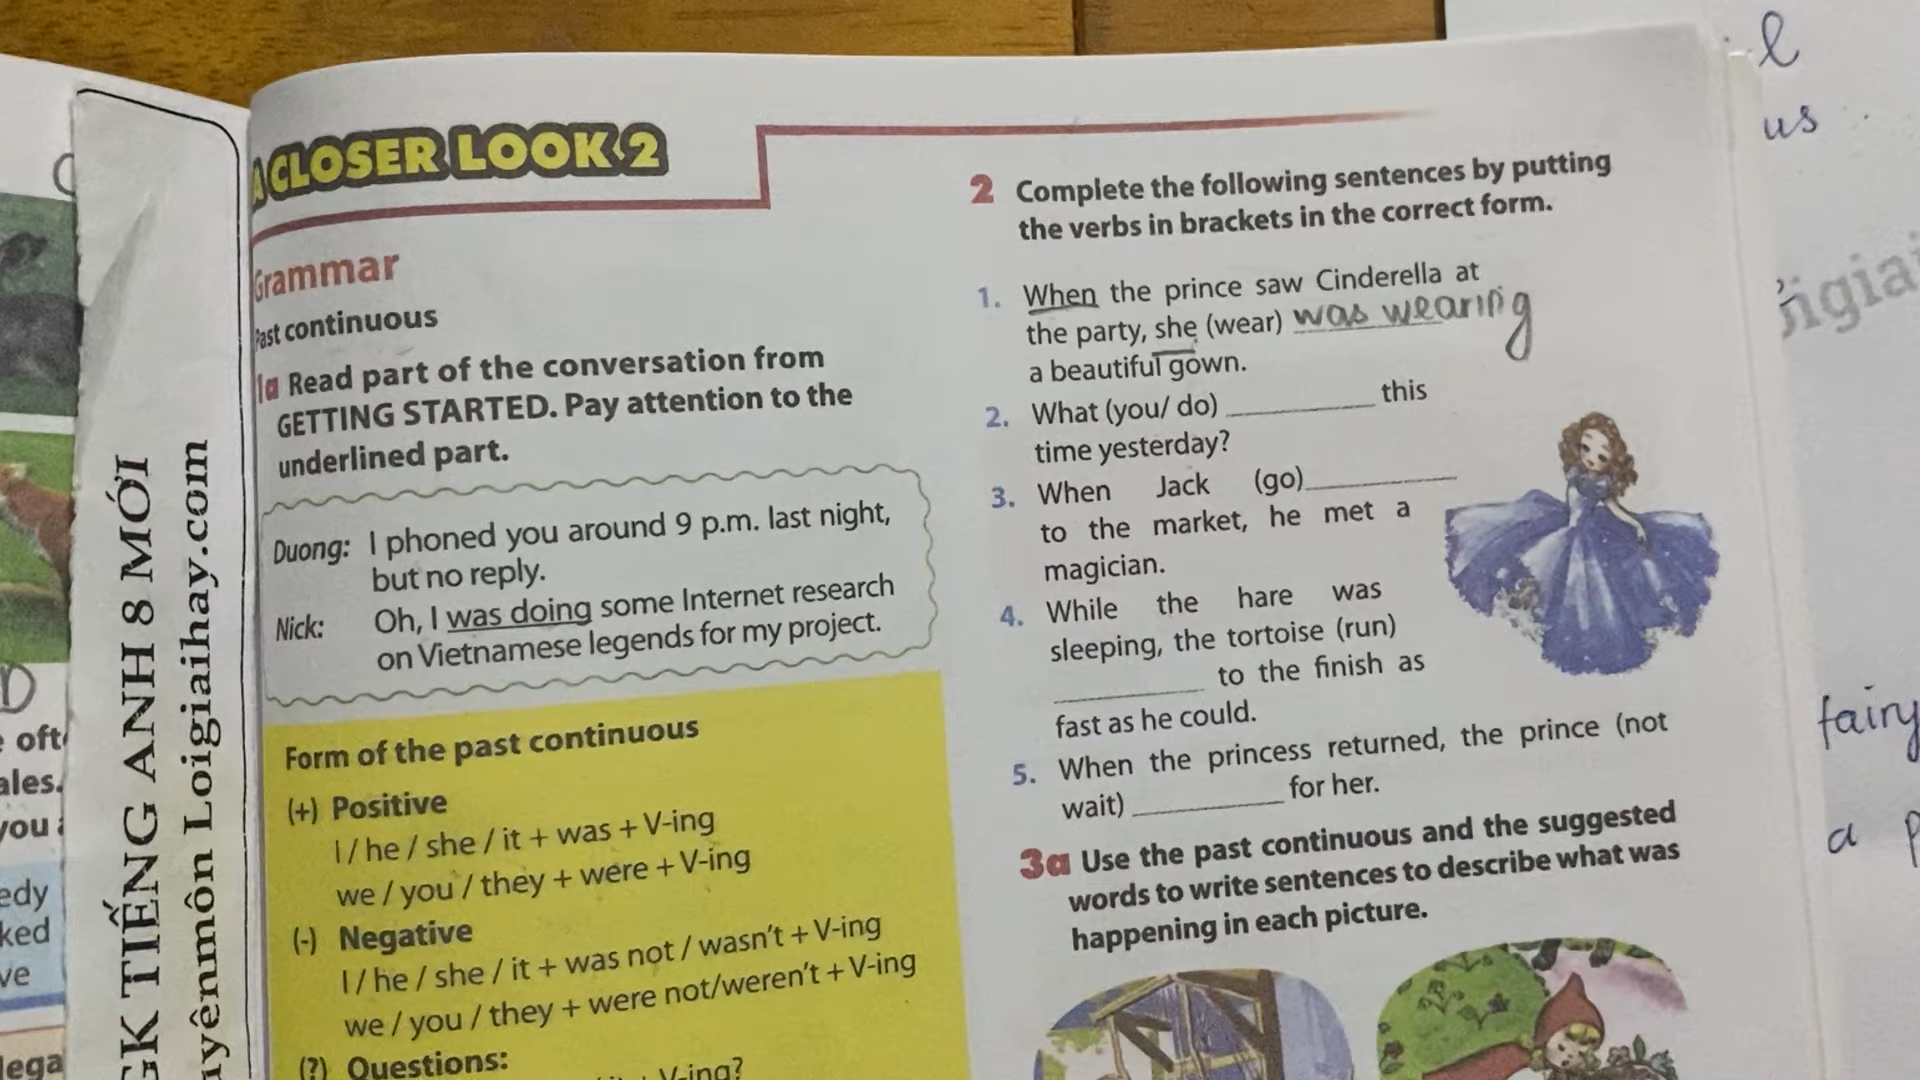 A CLOSER LOOK 2
Grammar
Past continuous
1a Read part of the conversation from
GETTING STARTED. Pay attention to the
underlined part.
Duong: I phoned you around 9 p.m. last night,
but no reply.
Nick: Oh, I was doing some Internet research
on Vietnamese legends for my project.
Form of the past continuous
(+) Positive
I / he / she / it + was + V-ing
we / you / they + were + V-ing
(-) Negative
I / he / she / it + was not / wasn't + V-ing
we / you / they + were not/weren't + V-ing
(?) Questions:
V-ing?
2 Complete the following sentences by putting
the verbs in brackets in the correct form.
1. When the prince saw Cinderella at
the party, she (wear) was wearing
a beautiful gown.
2. What (you/ do) __________ this
time yesterday?
3. When Jack (go)__________
to the market, he met a
magician.
4. While the hare was
sleeping, the tortoise (run)
__________ to the finish as
fast as he could.
5. When the princess returned, the prince (not
wait) __________ for her.
3a Use the past continuous and the suggested
words to write sentences to describe what was
happening in each picture.
GK TIẾNG ANH 8 MỚI
uyênmôn Loigiaihay.com
us
fairy
a
you